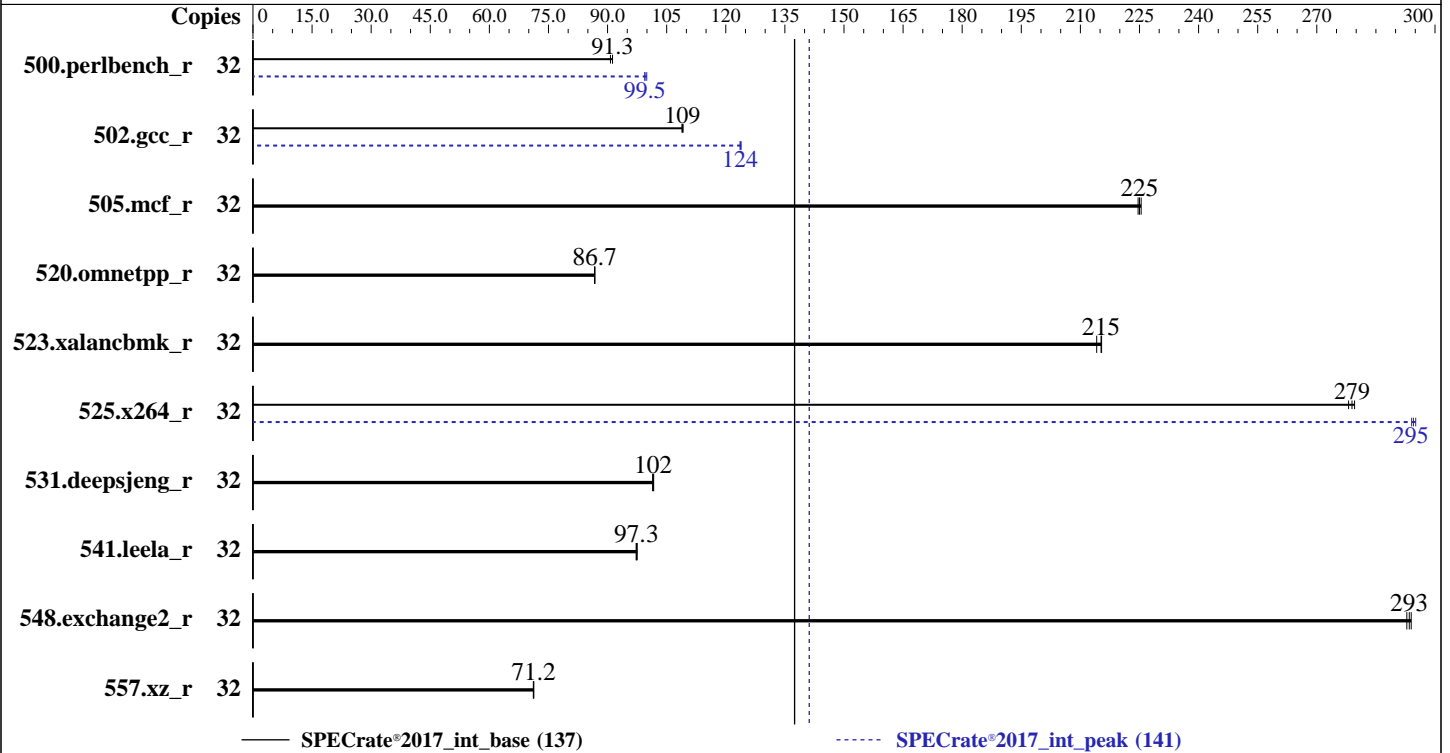 Copies 0 15.0 30.0 45.0 60.0 75.0 90.0 105 120 135 150 165 180 195 210 225 240 255 270 300
91.3
500.perlbench_r 32
99.5
109
502.gcc_r 32
124
225
505.mcf_r 32
86.7
520.omnetpp_r 32
215
523.xalancbmk_r 32
279
525.x264_r 32
295
102
531.deepsjeng_r 32
97.3
541.leela_r 32
293
548.exchange2_r 32
71.2
557.xz_r 32
SPECrate®2017_int_base (137) SPECrate®2017_int_peak (141)